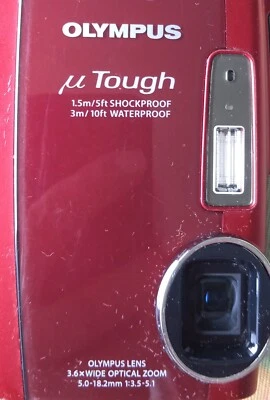 OLYMPUS
μ Tough
1.5m/5ft SHOCKPROOF
3m/10ft WATERPROOF
OLYMPUS LENS
3.6×WIDE OPTICAL ZOOM
5.0-18.2mm 1:3.5-5.1